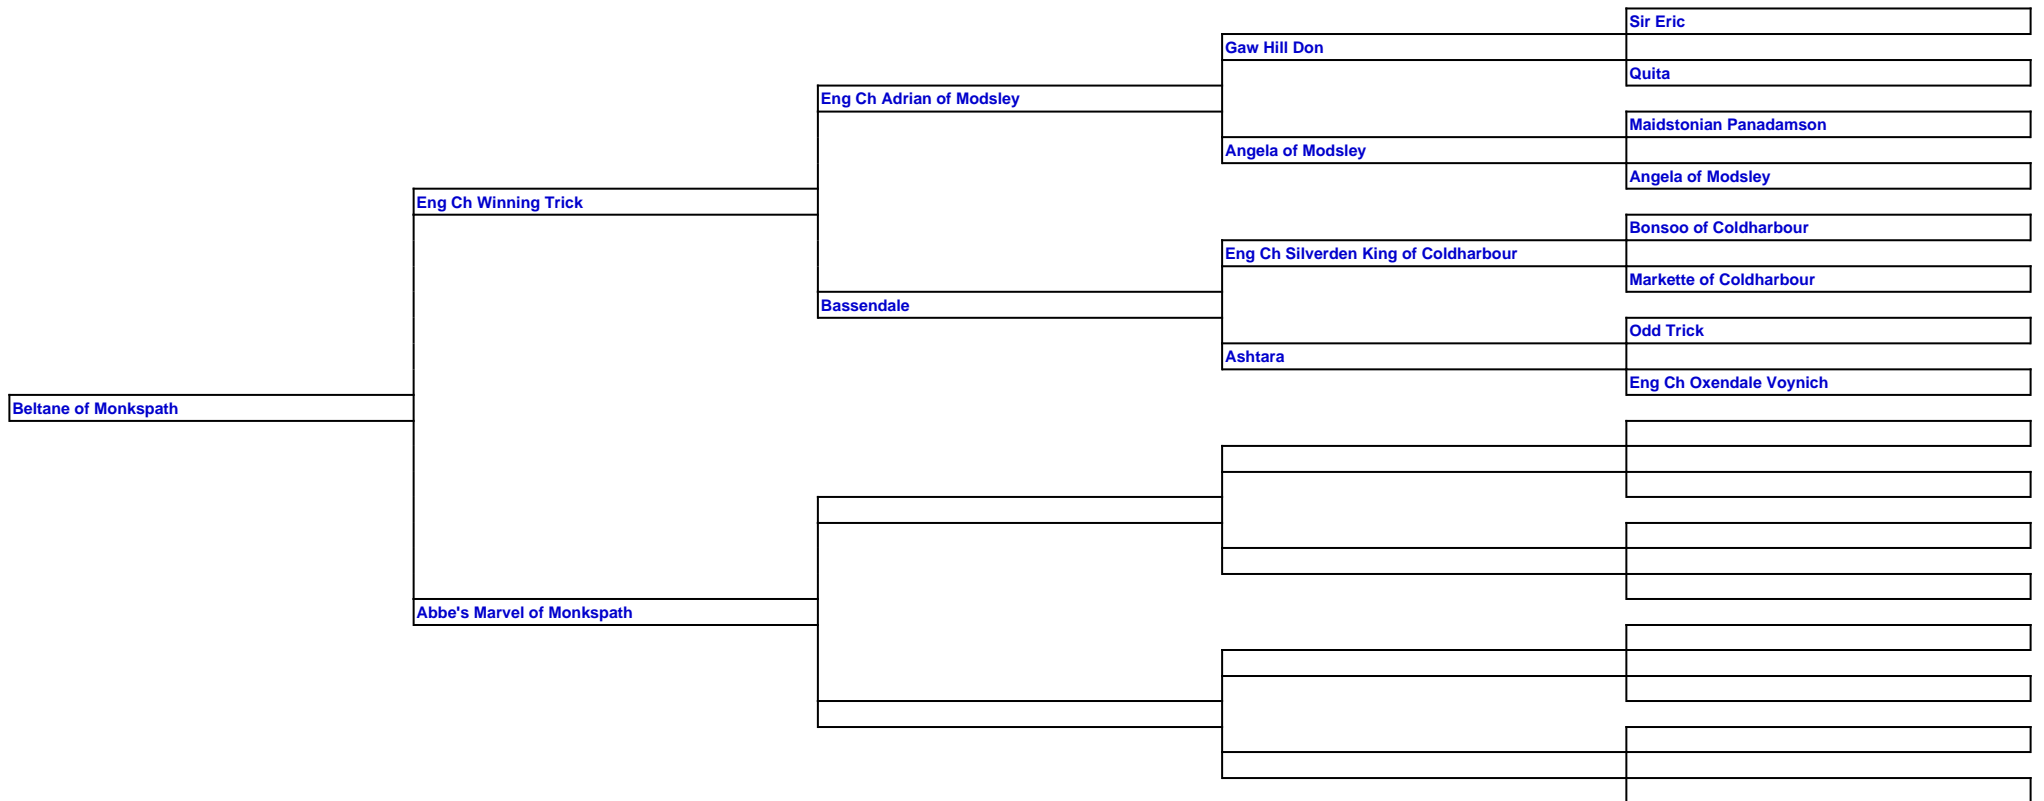 Sir Eric
Gaw Hill Don
Quita
Eng Ch Adrian of Modsley
Maidstonian Panadamson
Angela of Modsley
Angela of Modsley
Eng Ch Winning Trick
Bonsoo of Coldharbour
Eng Ch Silverden King of Coldharbour
Markette of Coldharbour
Bassendale
Odd Trick
Ashtara
Eng Ch Oxendale Voynich
Beltane of Monkspath
Abbe's Marvel of Monkspath